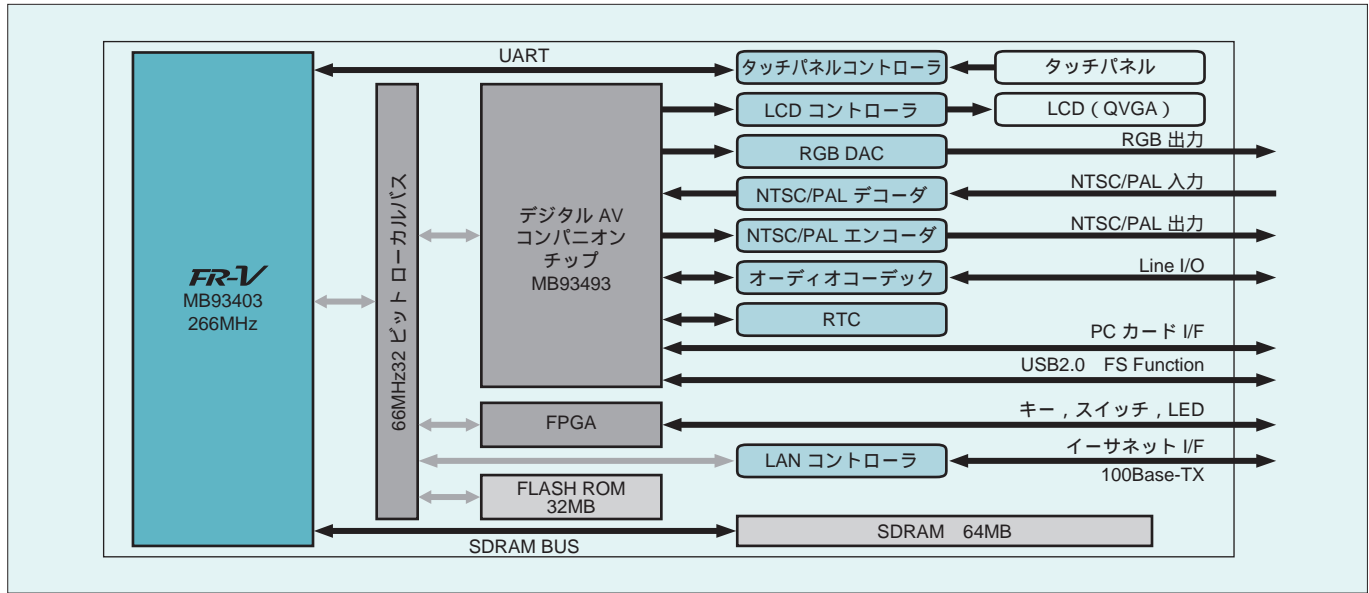 UART
FR-V
MB93403
266MHz
66MHz32 ビット ローカルバス
デジタル AV
コンパニオン
チップ
MB93493
FPGA
FLASH ROM
32MB
SDRAM BUS
タッチパネルコントローラ
タッチパネル
LCD コントローラ
LCD（QVGA）
RGB DAC
RGB 出力
NTSC/PAL デコーダ
NTSC/PAL 入力
NTSC/PAL エンコーダ
NTSC/PAL 出力
オーディオコーデック
Line I/O
RTC
PC カード I/F
USB2.0　FS Function
キー，スイッチ，LED
LAN コントローラ
イーサネット I/F
100Base-TX
SDRAM　64MB